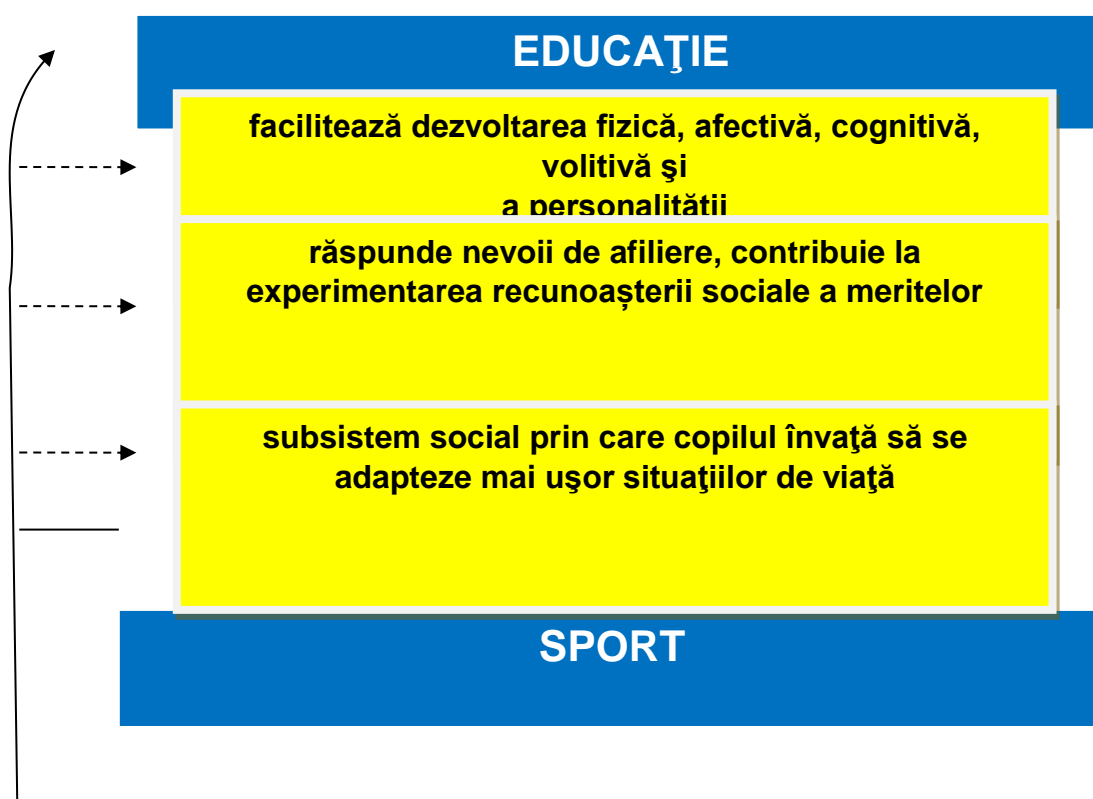 EDUCAŢIE
facilitează dezvoltarea fizică, afectivă, cognitivă,
volitivă şi
a personalităţii
răspunde nevoii de afiliere, contribuie la
experimentarea recunoașterii sociale a meritelor
subsistem social prin care copilul învaţă să se
adapteze mai uşor situaţiilor de viaţă
SPORT